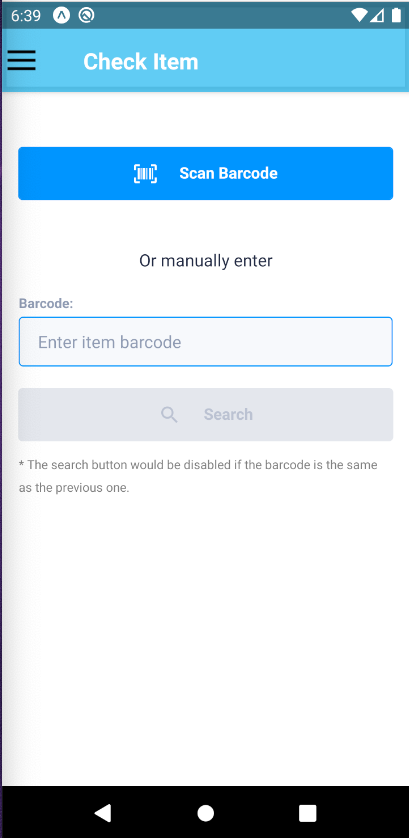 6:39
Check Item
Scan Barcode
Or manually enter
Barcode:
Enter item barcode
Search
* The search button would be disabled if the barcode is the same
as the previous one.